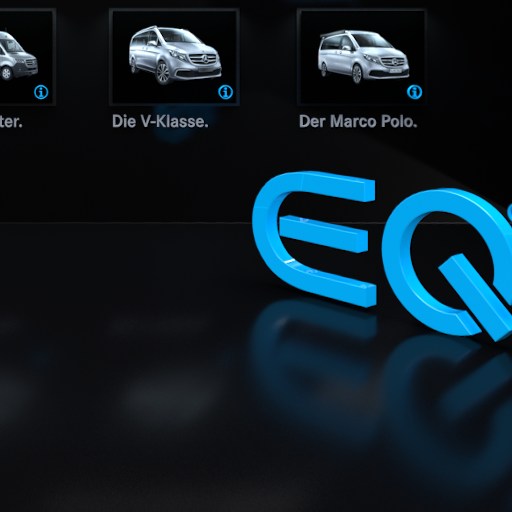 ter.
Die V-Klasse.
Der Marco Polo.
EQ